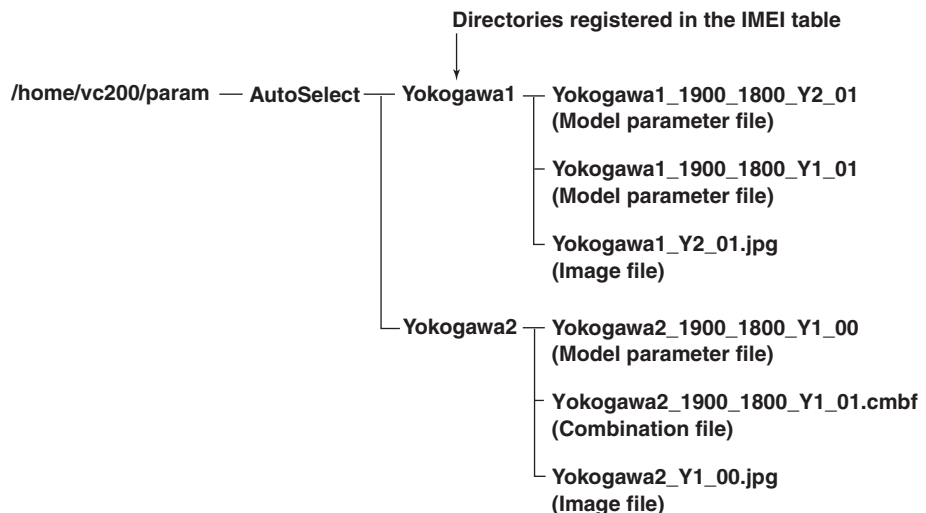 Directories registered in the IMEI table
/home/vc200/param
AutoSelect
Yokogawa1
Yokogawa1_1900_1800_Y2_01
(Model parameter file)
Yokogawa1_1900_1800_Y1_01
(Model parameter file)
Yokogawa1_Y2_01.jpg
(Image file)
Yokogawa2
Yokogawa2_1900_1800_Y1_00
(Model parameter file)
Yokogawa2_1900_1800_Y1_01.cmbf
(Combination file)
Yokogawa2_Y1_00.jpg
(Image file)